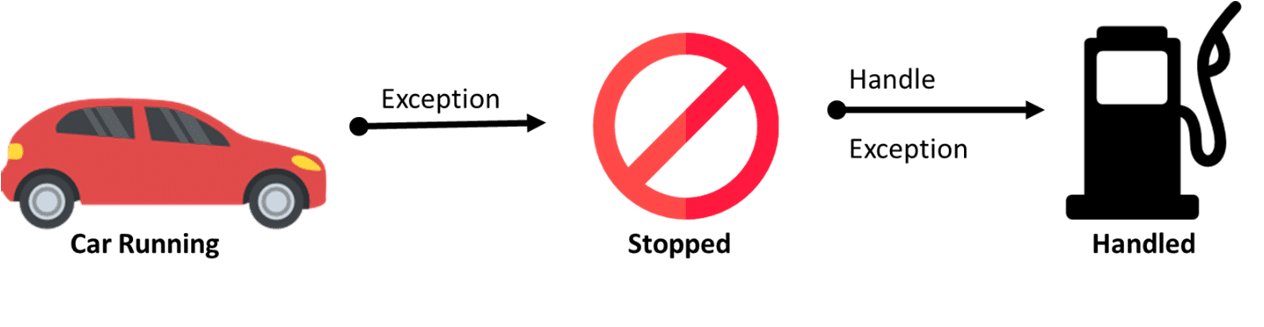 Exception
Handle
Exception
Car Running
Stopped
Handled